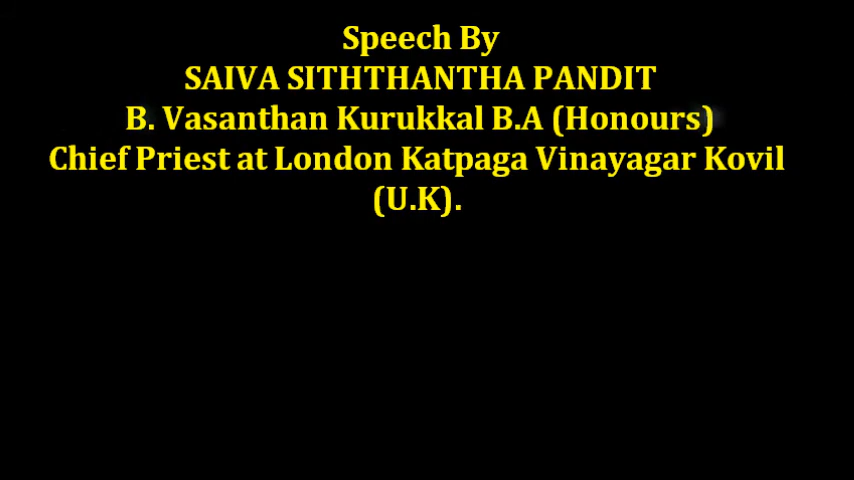 Speech By
SAIVA SITHTHANTHA PANDIT
B. Vasanthan Kurukkal B.A (Honours)
Chief Priest at London Katpaga Vinayagar Kovil
(U.K).